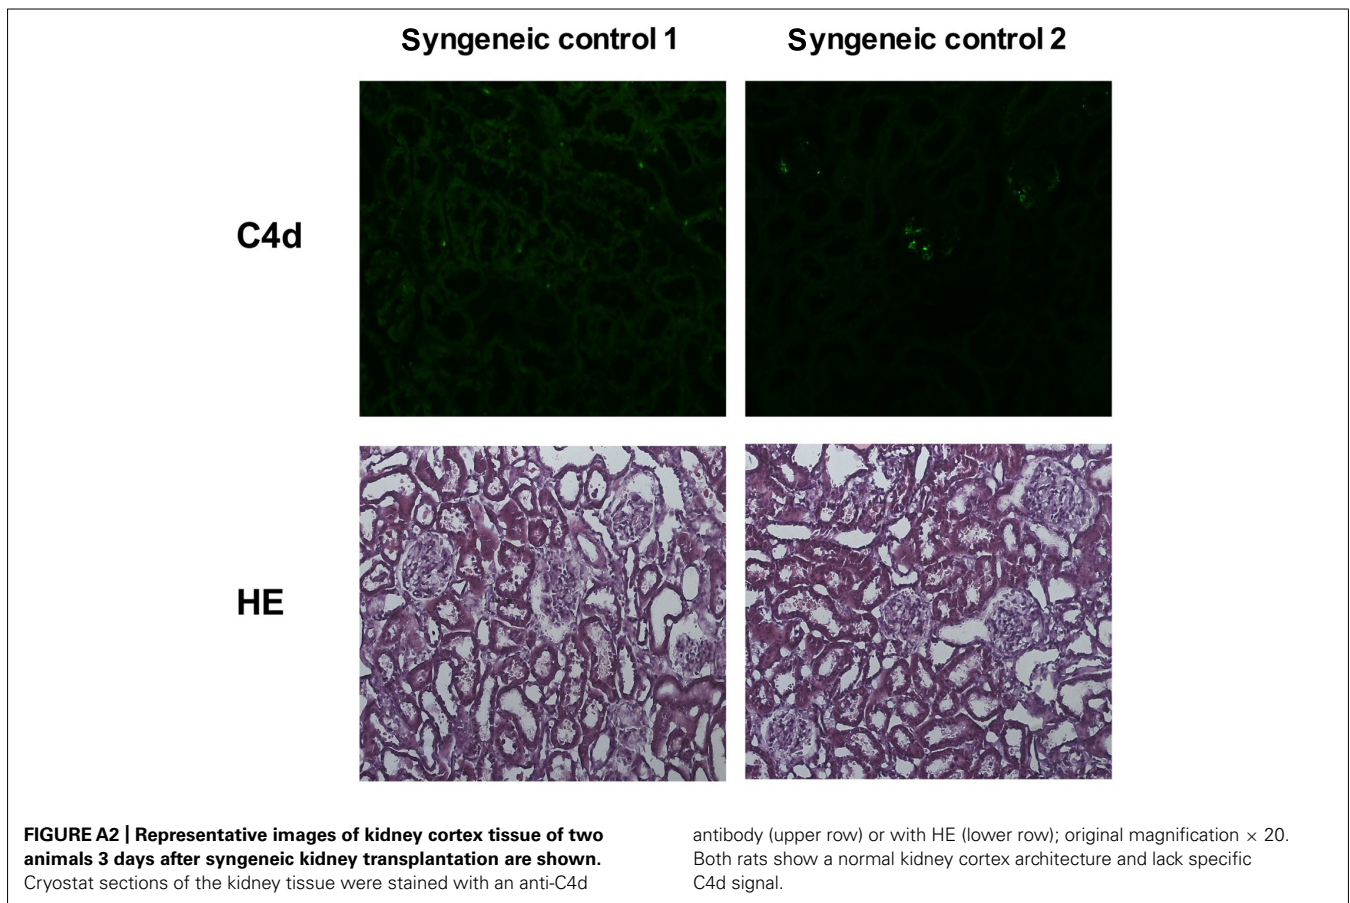 Syngeneic control 1
Syngeneic control 2
C4d
HE
FIGURE A2 | Representative images of kidney cortex tissue of two
animals 3 days after syngeneic kidney transplantation are shown.
Cryostat sections of the kidney tissue were stained with an anti-C4d
antibody (upper row) or with HE (lower row); original magnification × 20.
Both rats show a normal kidney cortex architecture and lack specific
C4d signal.